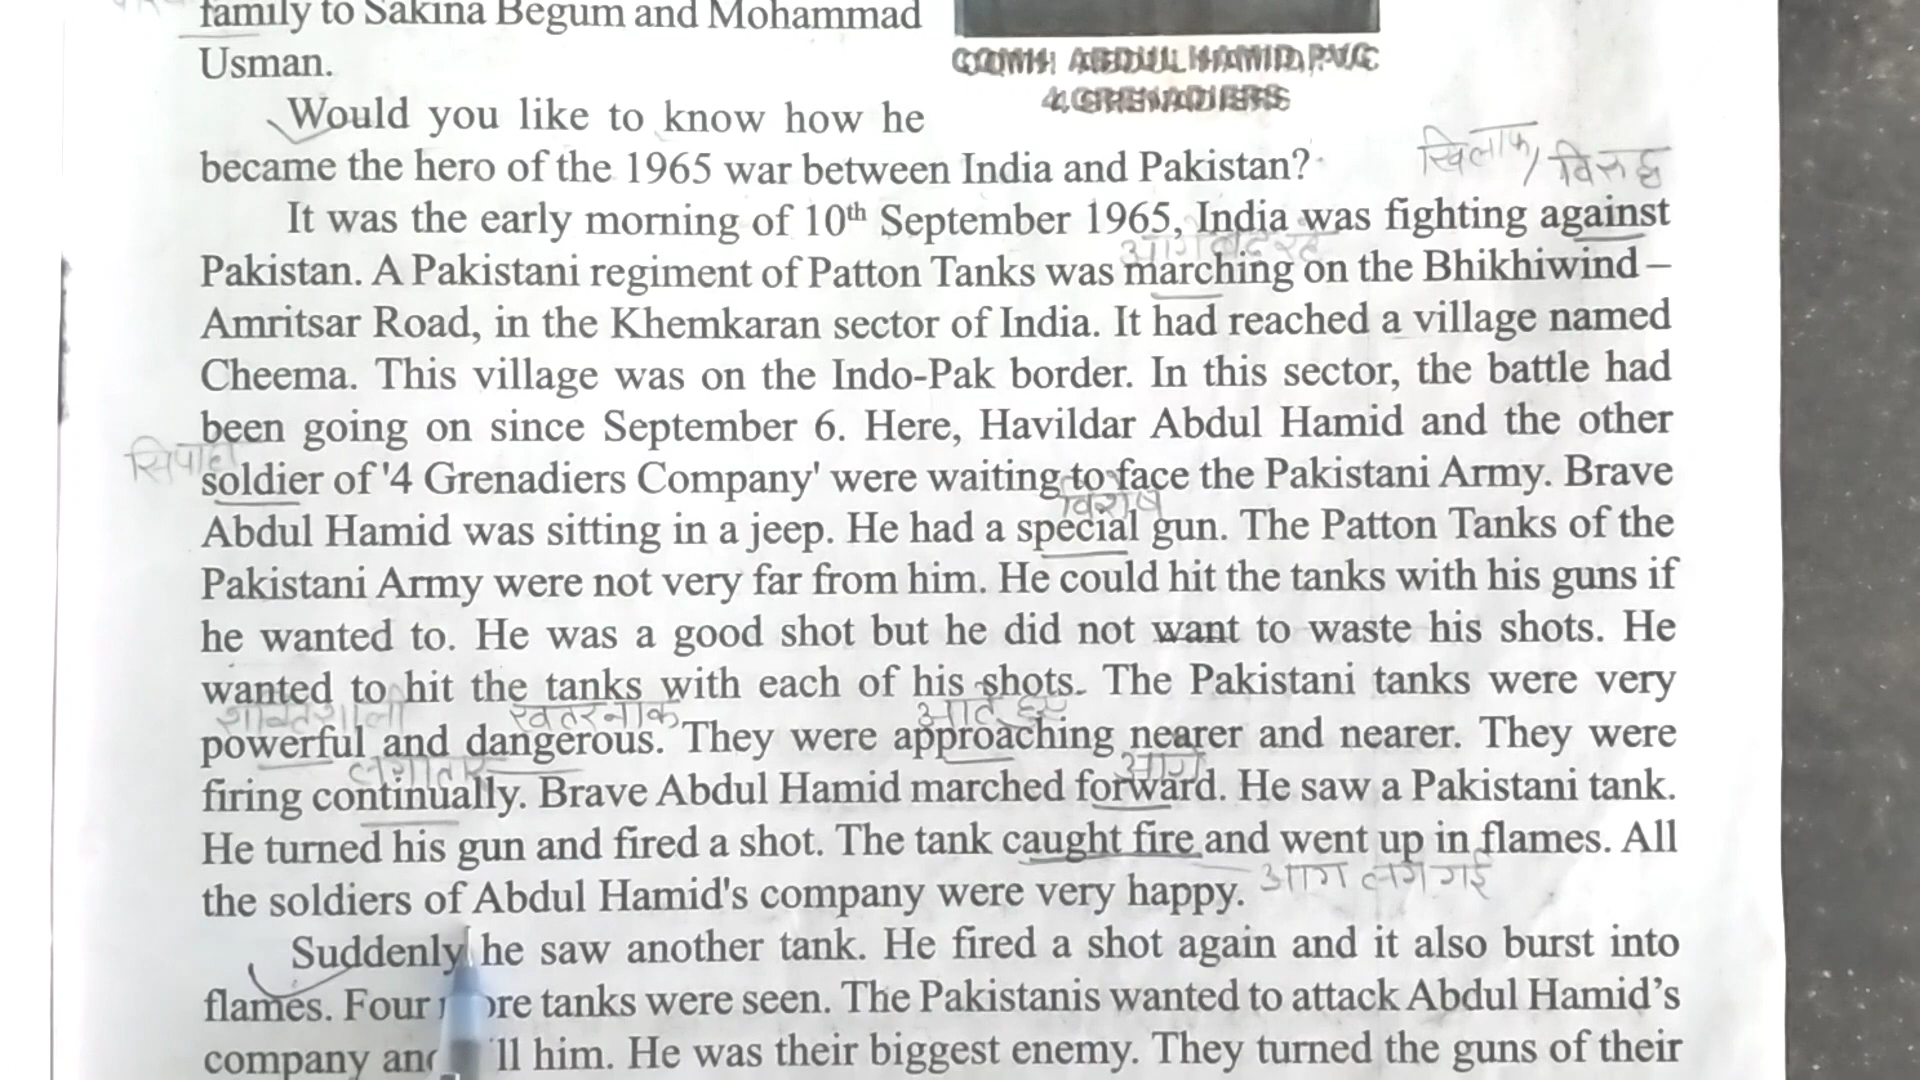 family to Sakina Begum and Mohammad
Usman.
COMH ABDUL HAMID, PVC
4 GRENADIERS
Would you like to know how he
became the hero of the 1965 war between India and Pakistan?
खिलाफ/विरुद्ध
It was the early morning of 10th September 1965, India was fighting against
आगे बढ़ रहे
Pakistan. A Pakistani regiment of Patton Tanks was marching on the Bhikhiwind –
Amritsar Road, in the Khemkaran sector of India. It had reached a village named
Cheema. This village was on the Indo-Pak border. In this sector, the battle had
been going on since September 6. Here, Havildar Abdul Hamid and the other
सिपाही
soldier of '4 Grenadiers Company' were waiting to face the Pakistani Army. Brave
विशेष
Abdul Hamid was sitting in a jeep. He had a special gun. The Patton Tanks of the
Pakistani Army were not very far from him. He could hit the tanks with his guns if
he wanted to. He was a good shot but he did not want to waste his shots. He
wanted to hit the tanks with each of his shots. The Pakistani tanks were very
शक्तिशाली खतरनाक आते हुए
powerful and dangerous. They were approaching nearer and nearer. They were
लगातार आगे
firing continually. Brave Abdul Hamid marched forward. He saw a Pakistani tank.
He turned his gun and fired a shot. The tank caught fire and went up in flames. All
the soldiers of Abdul Hamid's company were very happy. आग लग गई
Suddenly he saw another tank. He fired a shot again and it also burst into
flames. Four tanks were seen. The Pakistanis wanted to attack Abdul Hamid’s
company him. He was their biggest enemy. They turned the guns of their